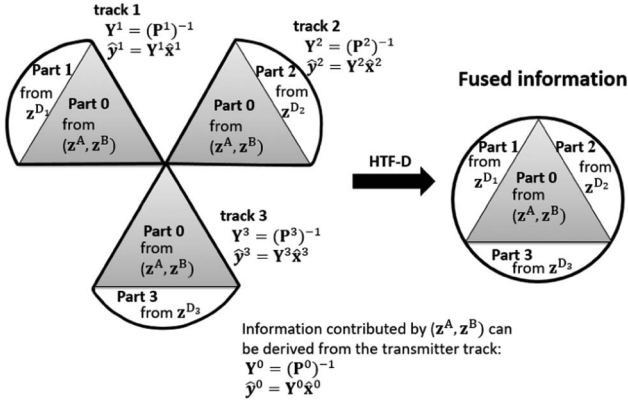 track 1
𝐘¹ = (𝐏¹)⁻¹
ŷ¹ = 𝐘¹x̂¹
Part 1
from
z^D₁
Part 0
from
(z^A, z^B)
track 2
𝐘² = (𝐏²)⁻¹
ŷ² = 𝐘²x̂²
Part 2
from
z^D₂
Part 0
from
(z^A, z^B)
track 3
𝐘³ = (𝐏³)⁻¹
ŷ³ = 𝐘³x̂³
Part 0
from
(z^A, z^B)
Part 3
from z^D₃
HTF-D
Fused information
Part 1
from
z^D₁
Part 2
from
z^D₂
Part 0
from
(z^A, z^B)
Part 3
from z^D₃
Information contributed by (z^A, z^B) can
be derived from the transmitter track:
𝐘⁰ = (𝐏⁰)⁻¹
ŷ⁰ = 𝐘⁰x̂⁰